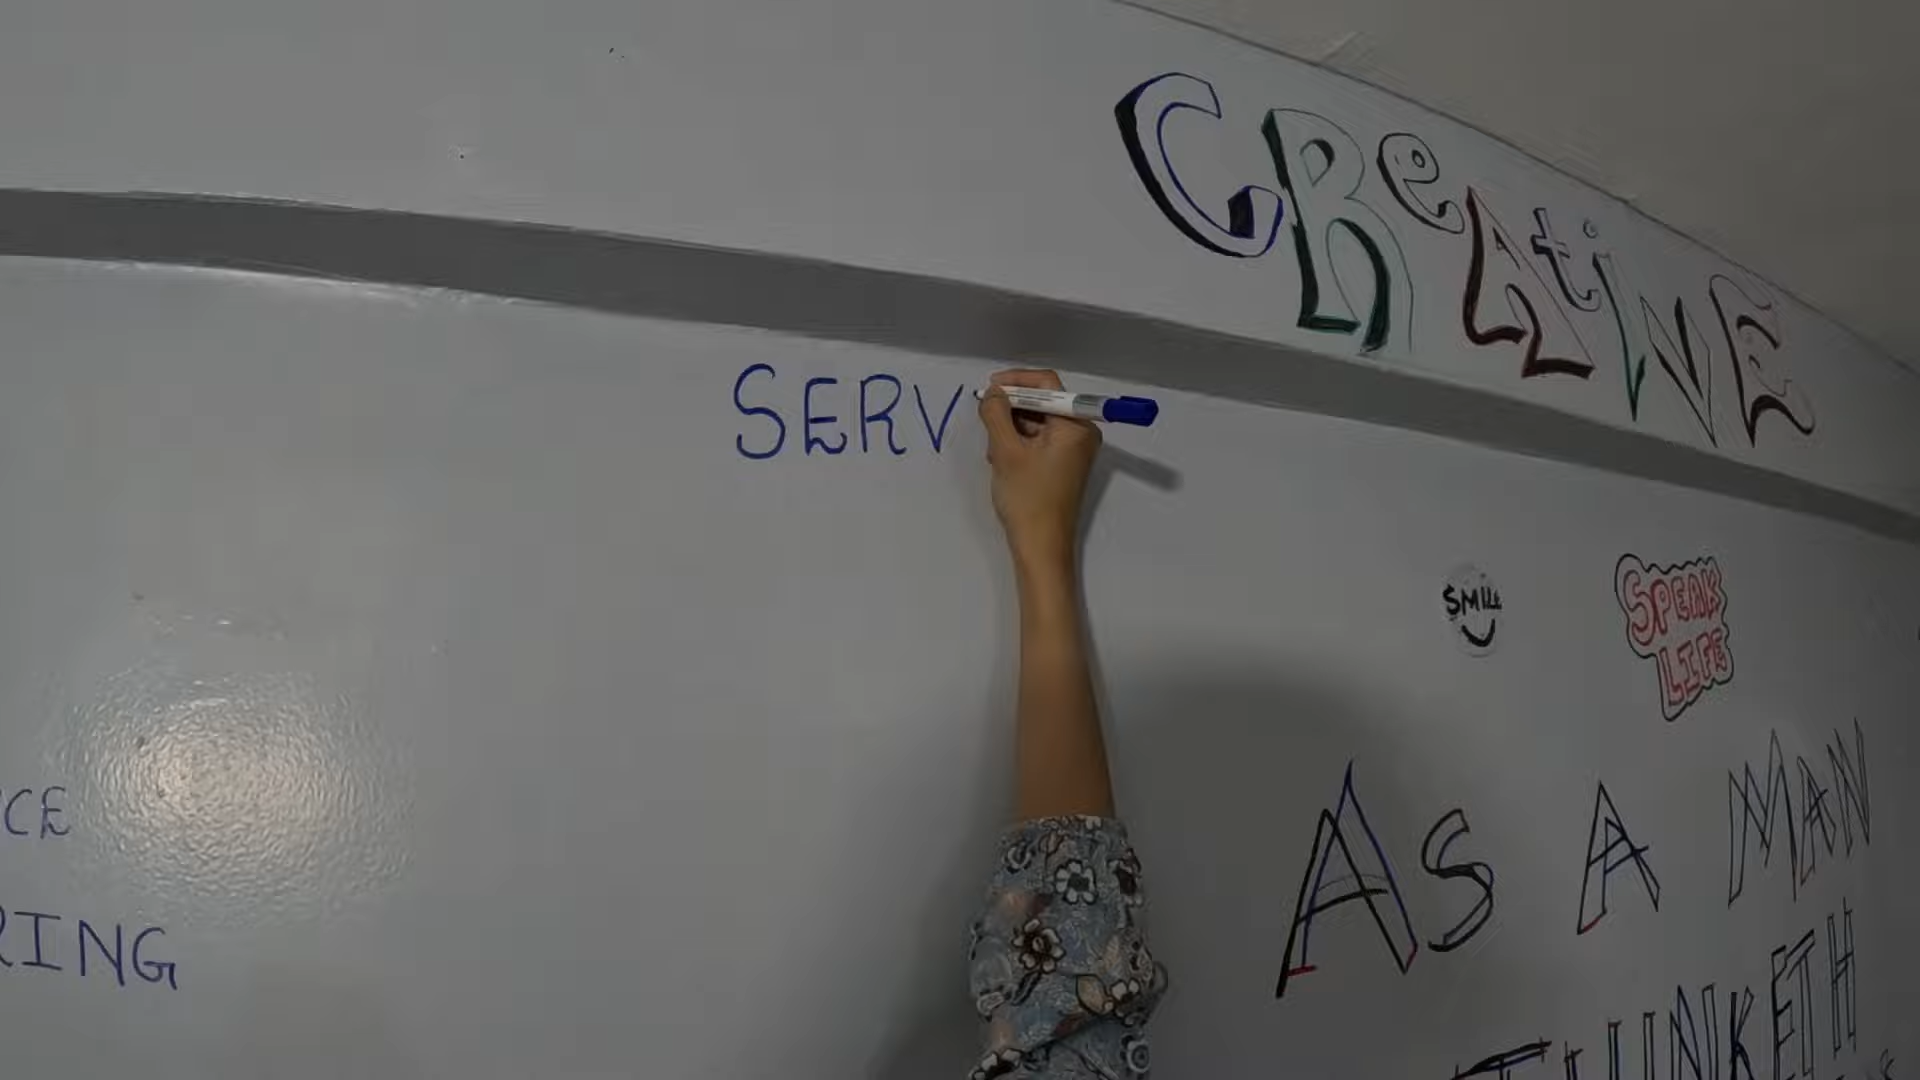 CREATIVE
SERV
SMILE
SPEAK
LIFE
CE
RING
AS A MAN
THINKETH